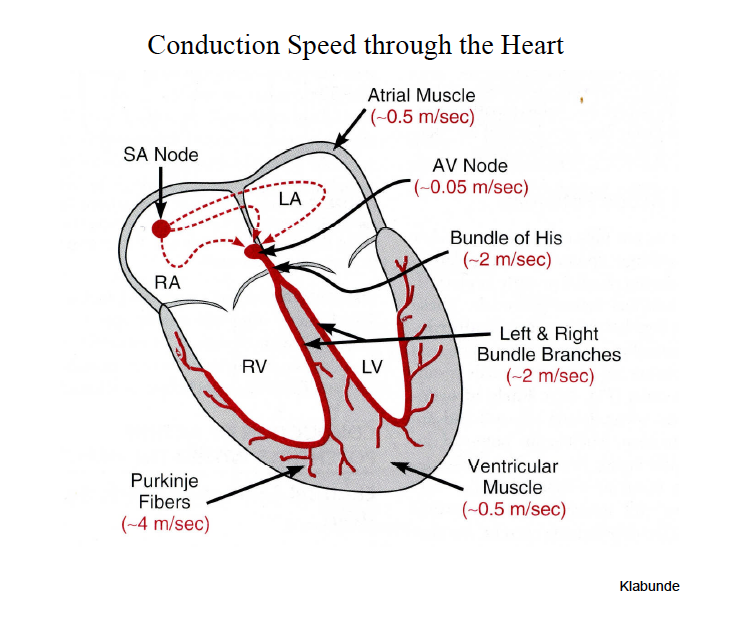 Conduction Speed through the Heart
Atrial Muscle
(~0.5 m/sec)
SA Node
AV Node
(~0.05 m/sec)
LA
Bundle of His
(~2 m/sec)
RA
Left & Right
Bundle Branches
(~2 m/sec)
RV
LV
Purkinje
Fibers
(~4 m/sec)
Ventricular
Muscle
(~0.5 m/sec)
Klabunde